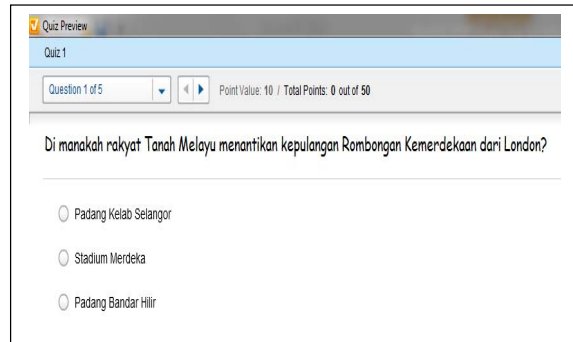 Quiz Preview
Quiz 1
Question 1 of 5
Point Value: 10 / Total Points: 0 out of 50
Di manakah rakyat Tanah Melayu menantikan kepulangan Rombongan Kemerdekaan dari London?
Padang Kelab Selangor
Stadium Merdeka
Padang Bandar Hilir